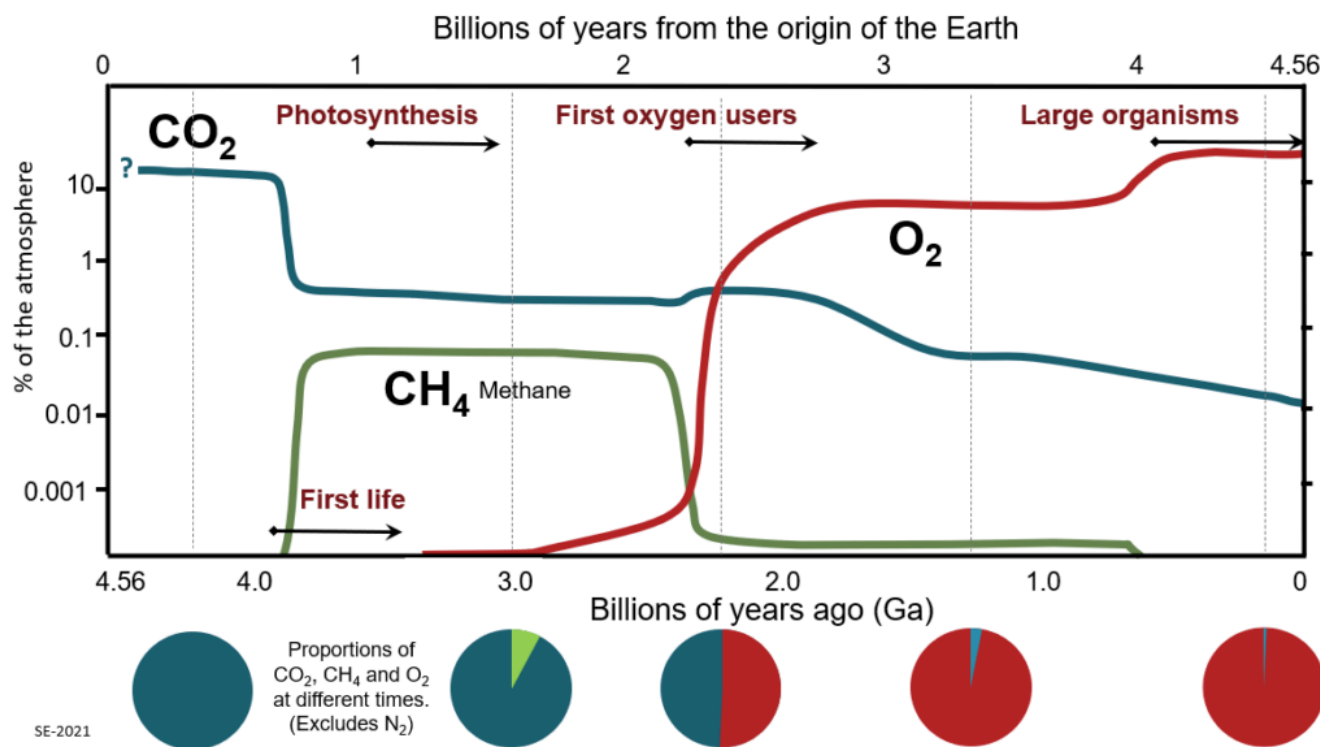 Billions of years from the origin of the Earth
0 1 2 3 4 4.56
Photosynthesis First oxygen users Large organisms
CO2
?
% of the atmosphere
10
1
0.1
0.01
0.001
O2
CH4 Methane
First life
4.56 4.0 3.0 2.0 1.0 0
Billions of years ago (Ga)
Proportions of
CO2, CH4 and O2
at different times.
(Excludes N2)
SE-2021